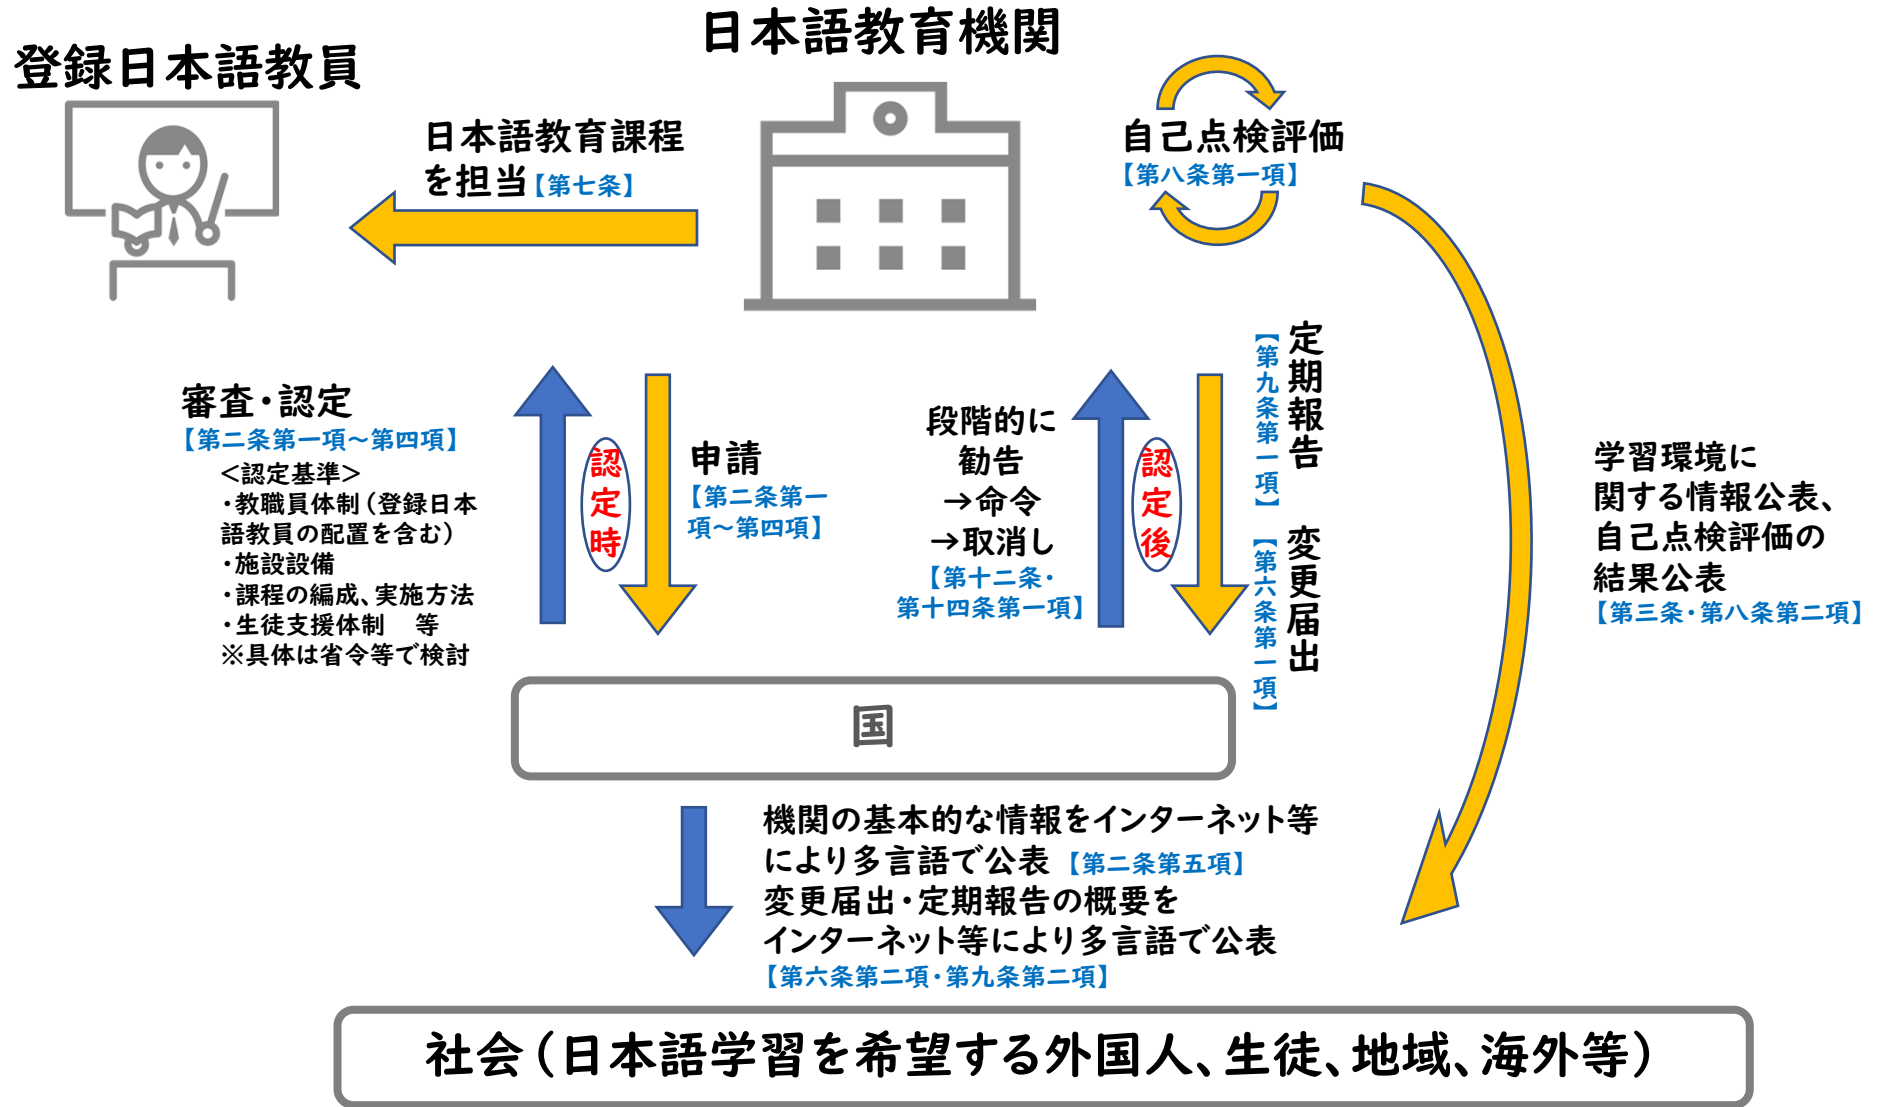 日本語教育機関
登録日本語教員
日本語教育課程
を担当【第七条】
自己点検評価
【第八条第一項】
審査・認定
【第二条第一項～第四項】
<認定基準>
・教職員体制（登録日本
語教員の配置を含む）
・施設設備
・課程の編成、実施方法
・生徒支援体制　等
※具体は省令等で検討
認定時
申請
【第二条第一
項～第四項】
段階的に
勧告
→命令
→取消し
【第十二条・
第十四条第一項】
認定後
定期報告
【第九条第一項】
変更届出
【第六条第一項】
学習環境に
関する情報公表、
自己点検評価の
結果公表
【第三条・第八条第二項】
国
機関の基本的な情報をインターネット等
により多言語で公表【第二条第五項】
変更届出・定期報告の概要を
インターネット等により多言語で公表
【第六条第二項・第九条第二項】
社会（日本語学習を希望する外国人、生徒、地域、海外等）